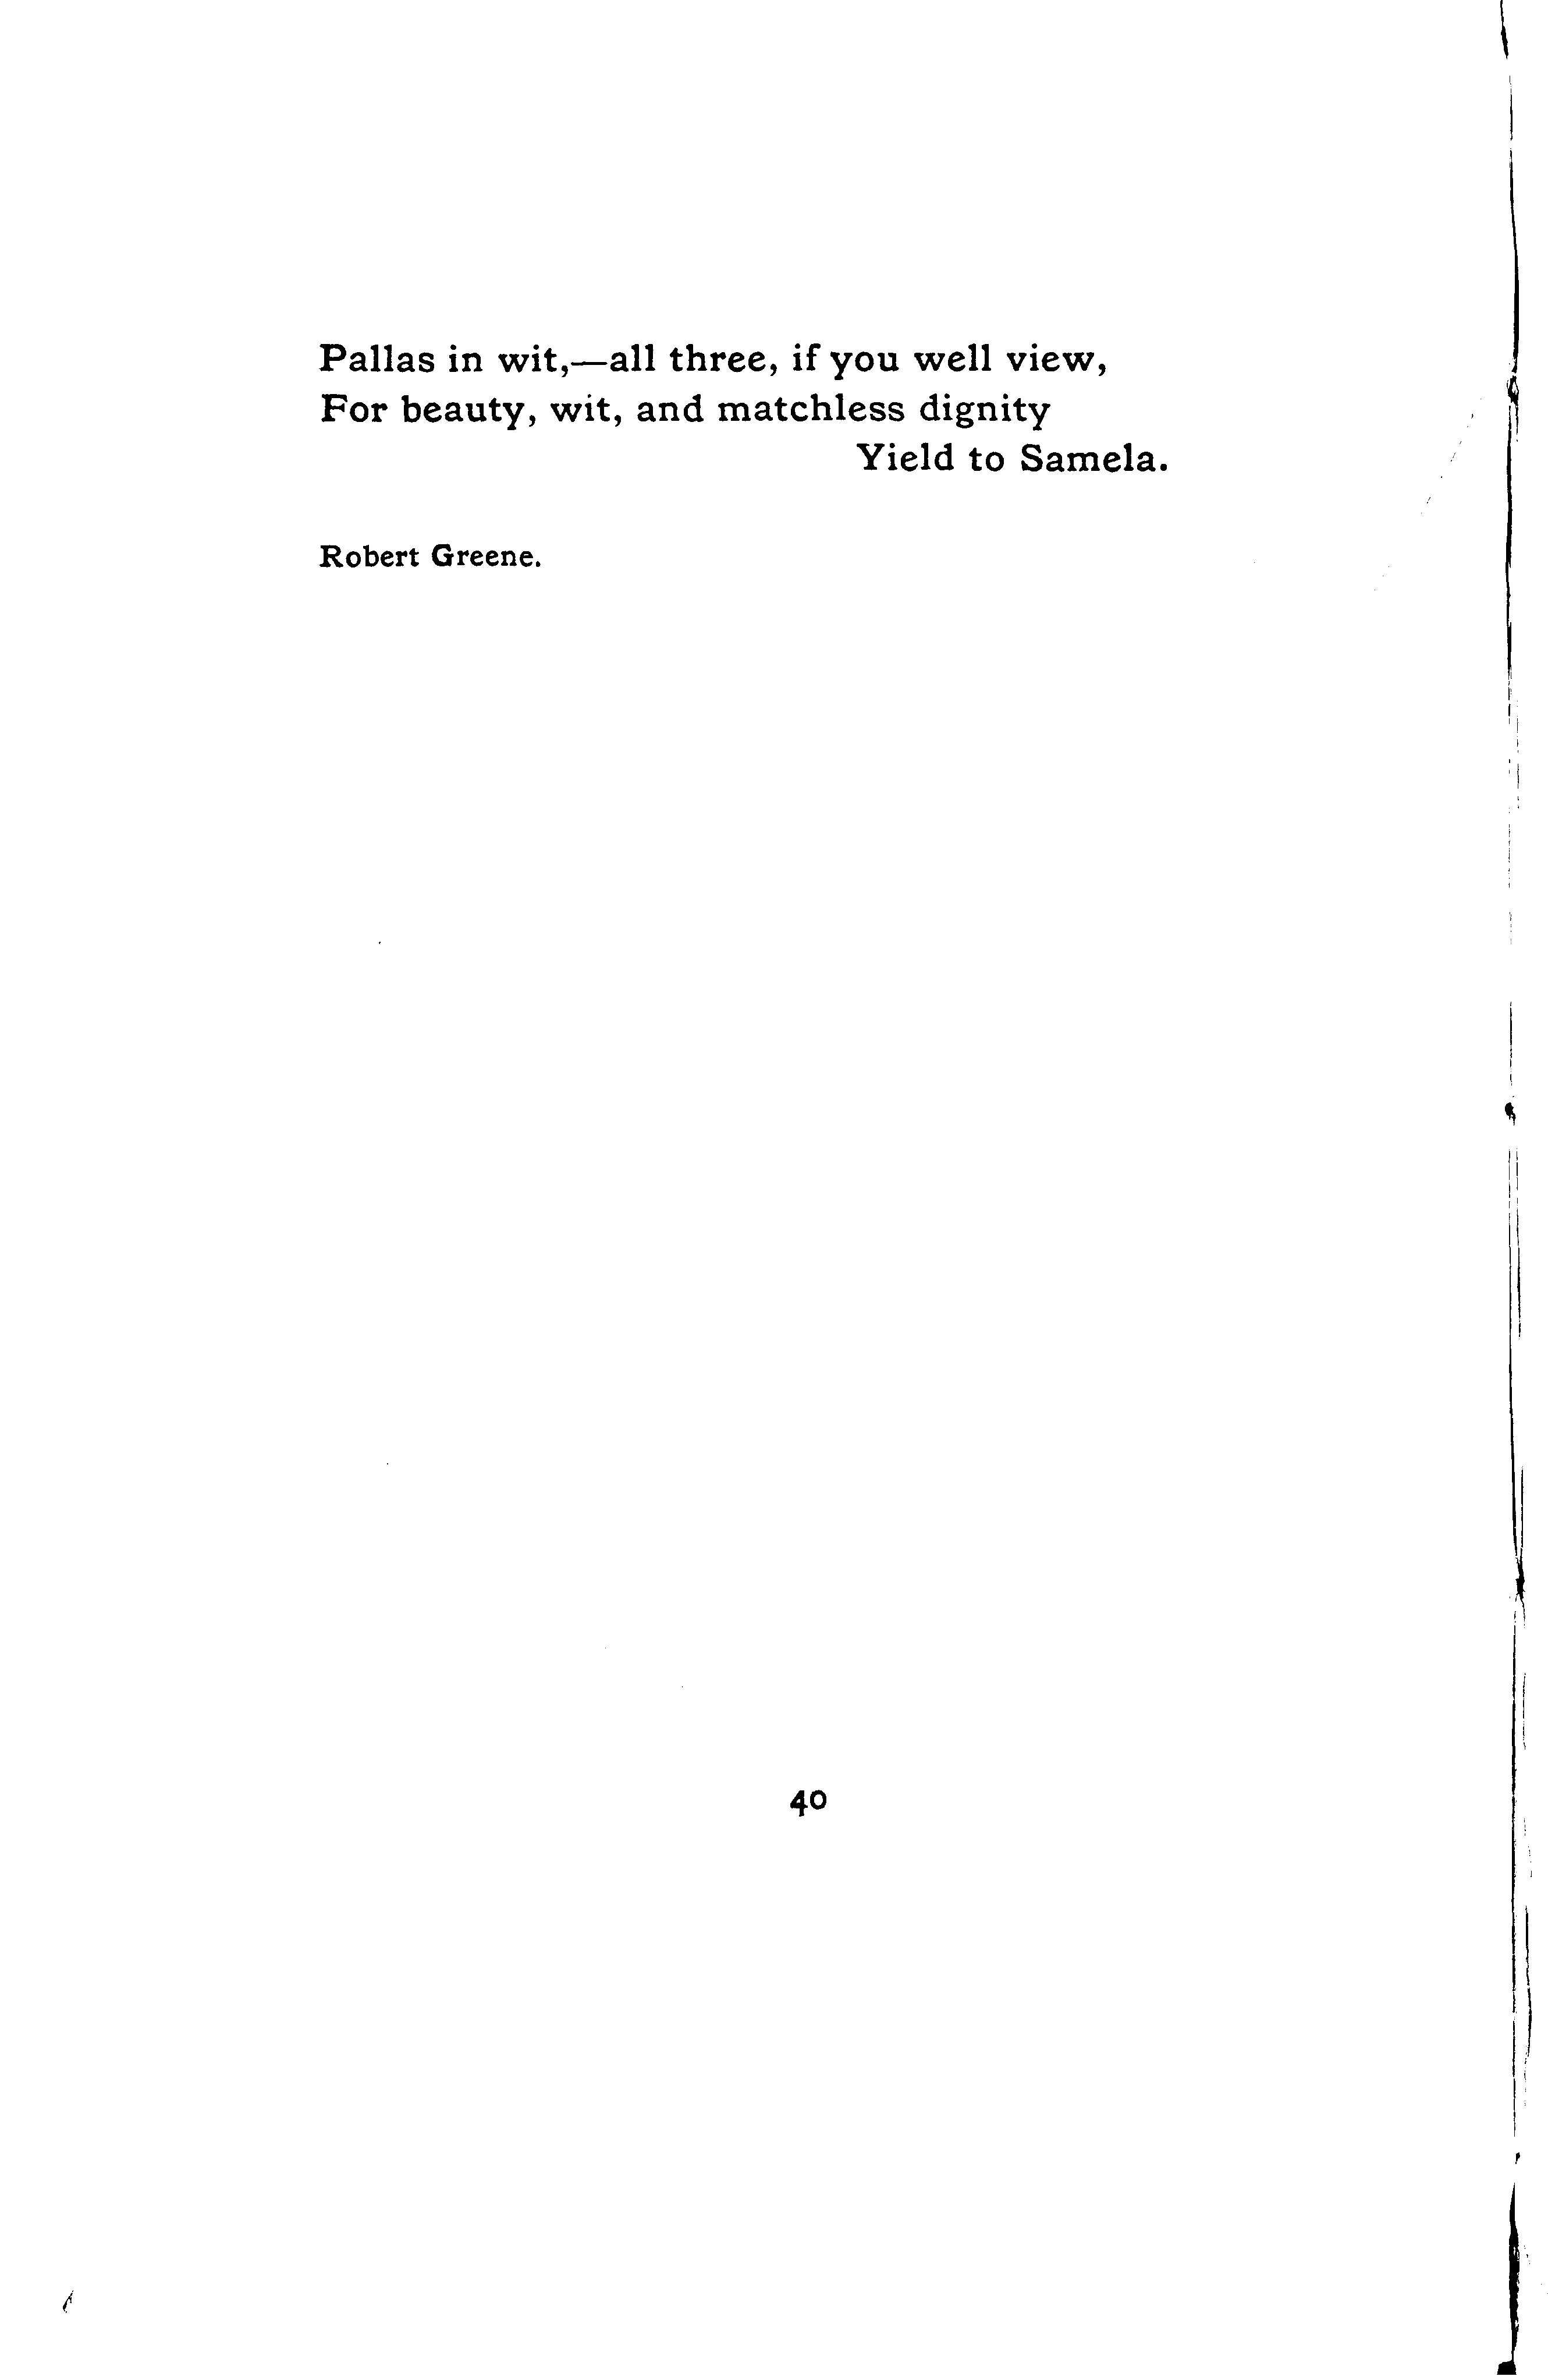 Pallas in wit,—all three, if you well view,
For beauty, wit, and matchless dignity
Yield to Samela.
Robert Greene.
40